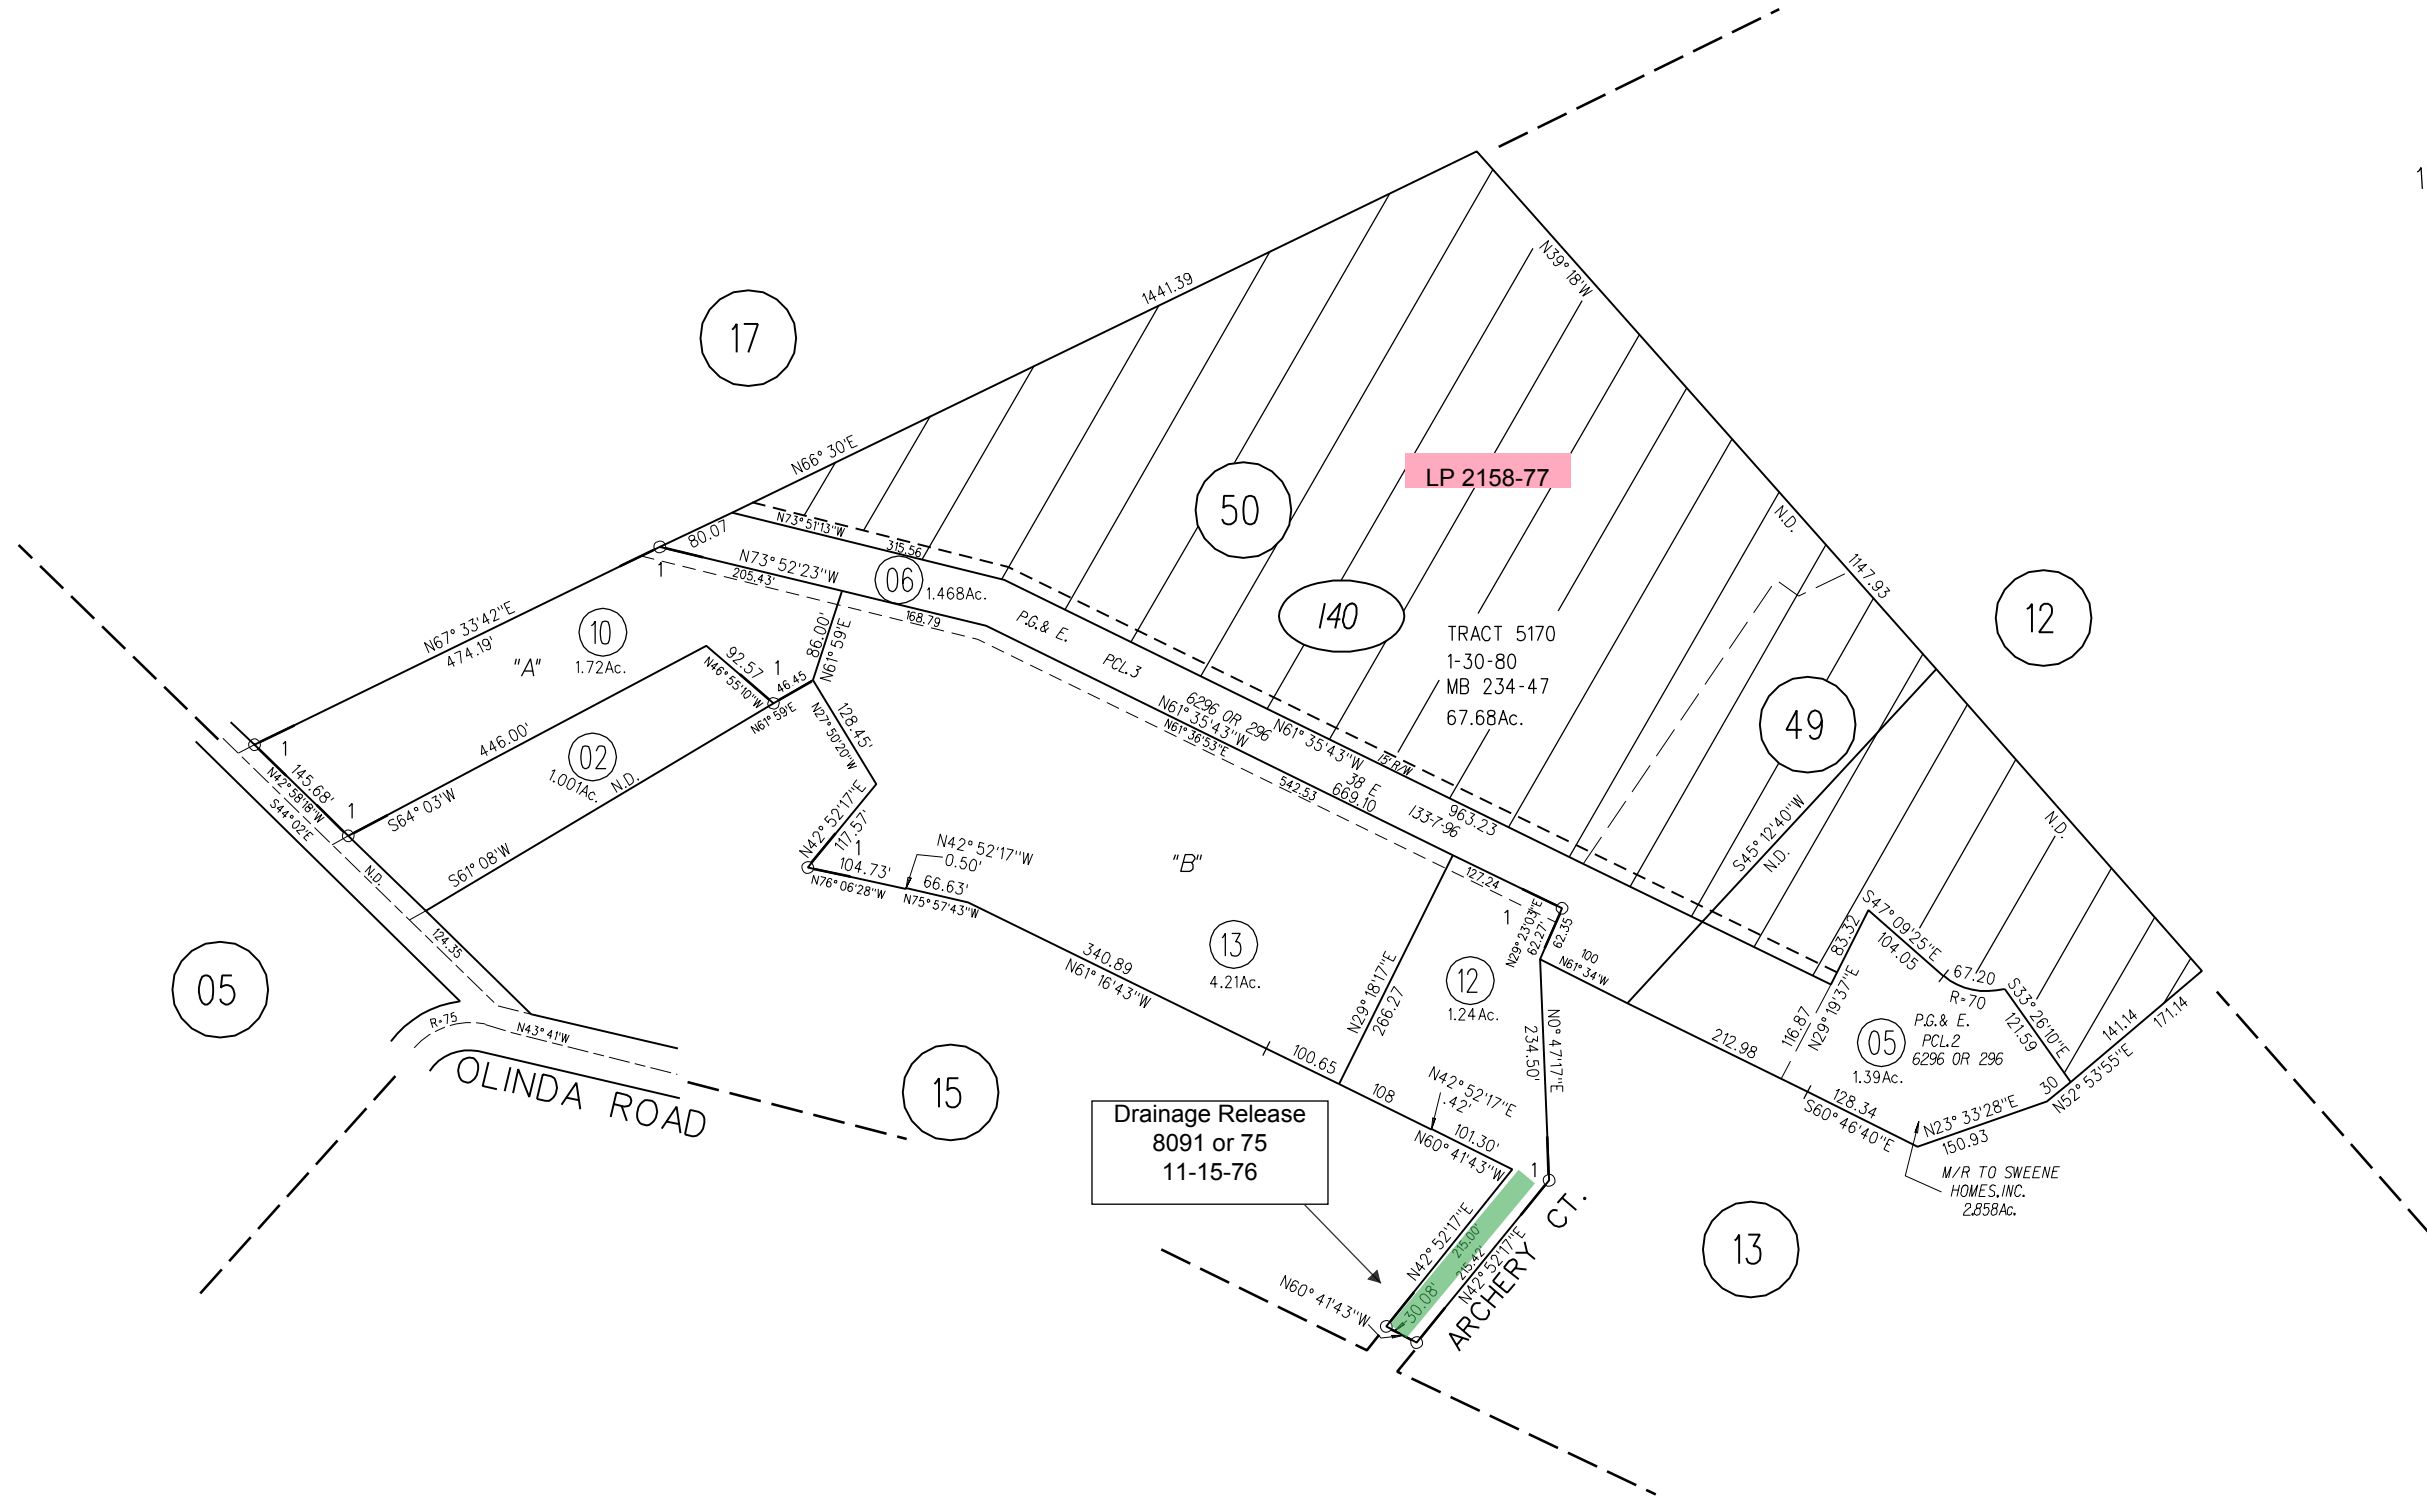 1
17
1441.39
N39° 18'W
N66° 30'E
LP 2158-77
50
N.D.
80.07
N73° 51'13"W
315.56
N73° 52'23"W
205.43'
06
1.468Ac.
168.79
1
140
TRACT 5170
1-30-80
MB 234-47
67.68Ac.
1147.93
12
N67° 33'42"E
474.19'
"A"
10
1.72Ac.
86.00'
N61° 59'E
92.57
N46° 55'10"W
1
46.45
N61° 59'E
P.G.& E.
PCL.3
6296 OR 296
N61° 35'43"W
N61° 36'53"E
N61° 35'43"W
15' R/W
49
1
145.68'
N42° 58'18"W
S44° 02'E
1
446.00'
S64° 03'W
02
1.001Ac.
N.D.
S61° 08'W
128.45'
N27° 50'20"W
542.53
38 E
669.10
133-7-96
963.23
S45° 12'40"W
N.D.
N.D.
N42° 52'17"E
117.57'
1
104.73'
N76° 06'28"W
N42° 52'17"W
0.50'
66.63'
N75° 57'43"W
"B"
127.24
1
N29° 23'03"E
62.27'
62.35
100
N61° 34'W
83.32
S47° 09'25"E
104.05
67.20
R=70
S33° 26'10"E
121.59
N.D.
124.35
05
340.89
N61° 16'43"W
13
4.21Ac.
N29° 18'17"E
266.27
12
1.24Ac.
N0° 47'17"E
234.50'
212.98
116.87
N29° 19'37"E
05
1.39Ac.
P.G.& E.
PCL.2
6296 OR 296
141.14
171.14
30
N52° 53'55"E
R=75
N43° 41'W
OLINDA ROAD
15
100.65
108
N42° 52'17"E
.42'
101.30'
N60° 41'43"W
128.34
S60° 46'40"E
N23° 33'28"E
150.93
M/R TO SWEENE
HOMES,INC.
2.858Ac.
Drainage Release
8091 or 75
11-15-76
1
N42° 52'17"E
215.00'
215.42'
N42° 52'17"E
30.08'
N60° 41'43"W
ARCHERY CT.
13